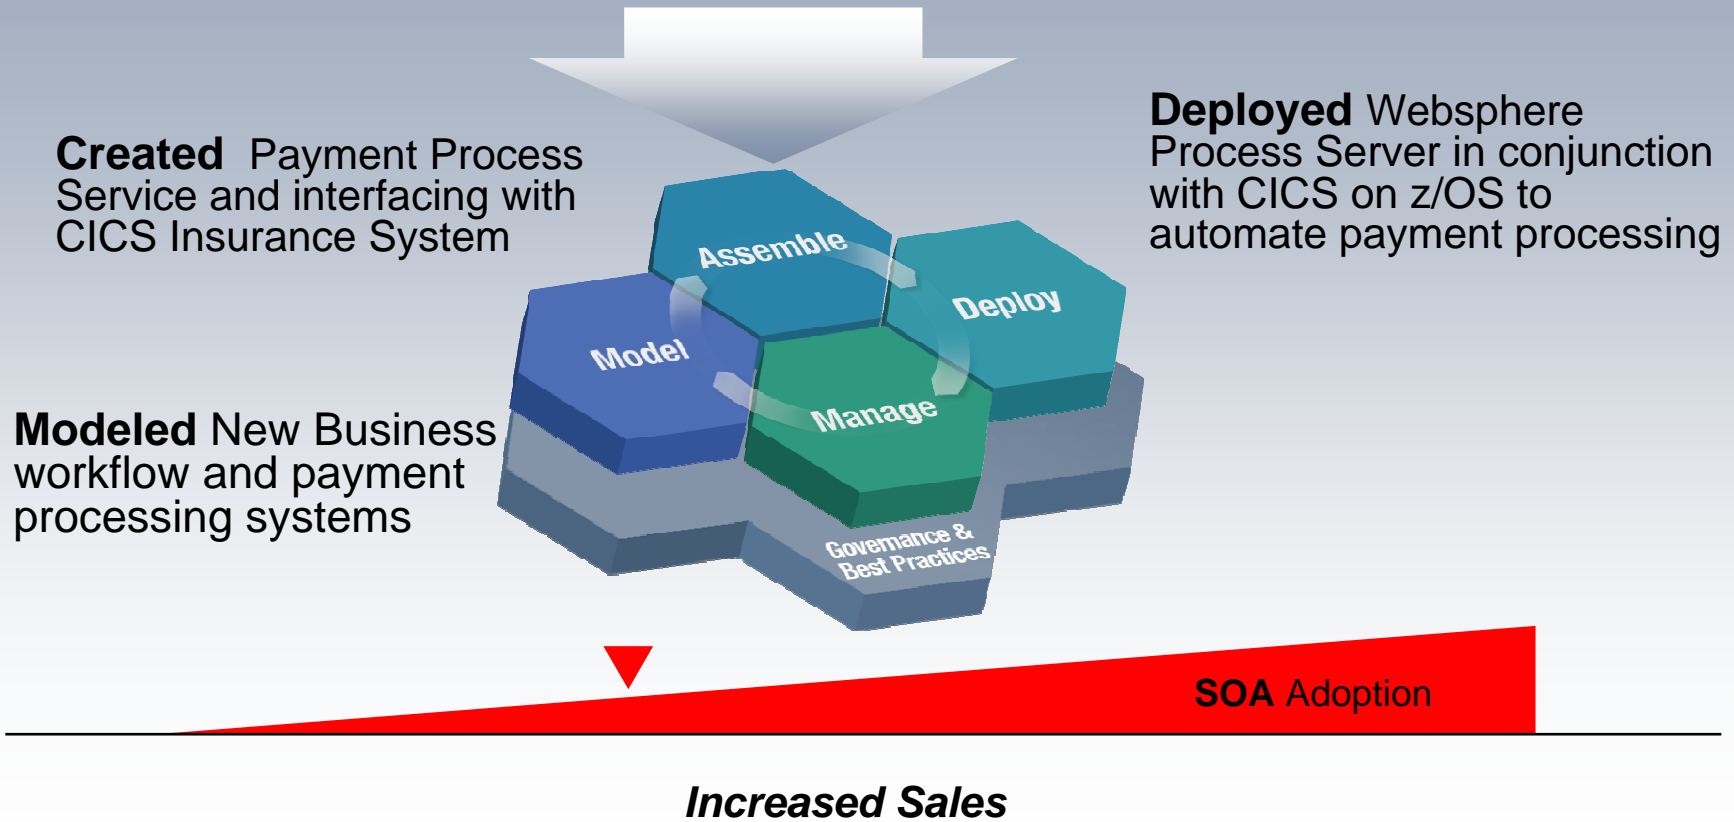 Created Payment Process
Service and interfacing with
CICS Insurance System
Deployed Websphere
Process Server in conjunction
with CICS on z/OS to
automate payment processing
Assemble
Deploy
Model
Manage
Modeled New Business
workflow and payment
processing systems
Governance &
Best Practices
SOA Adoption
Increased Sales